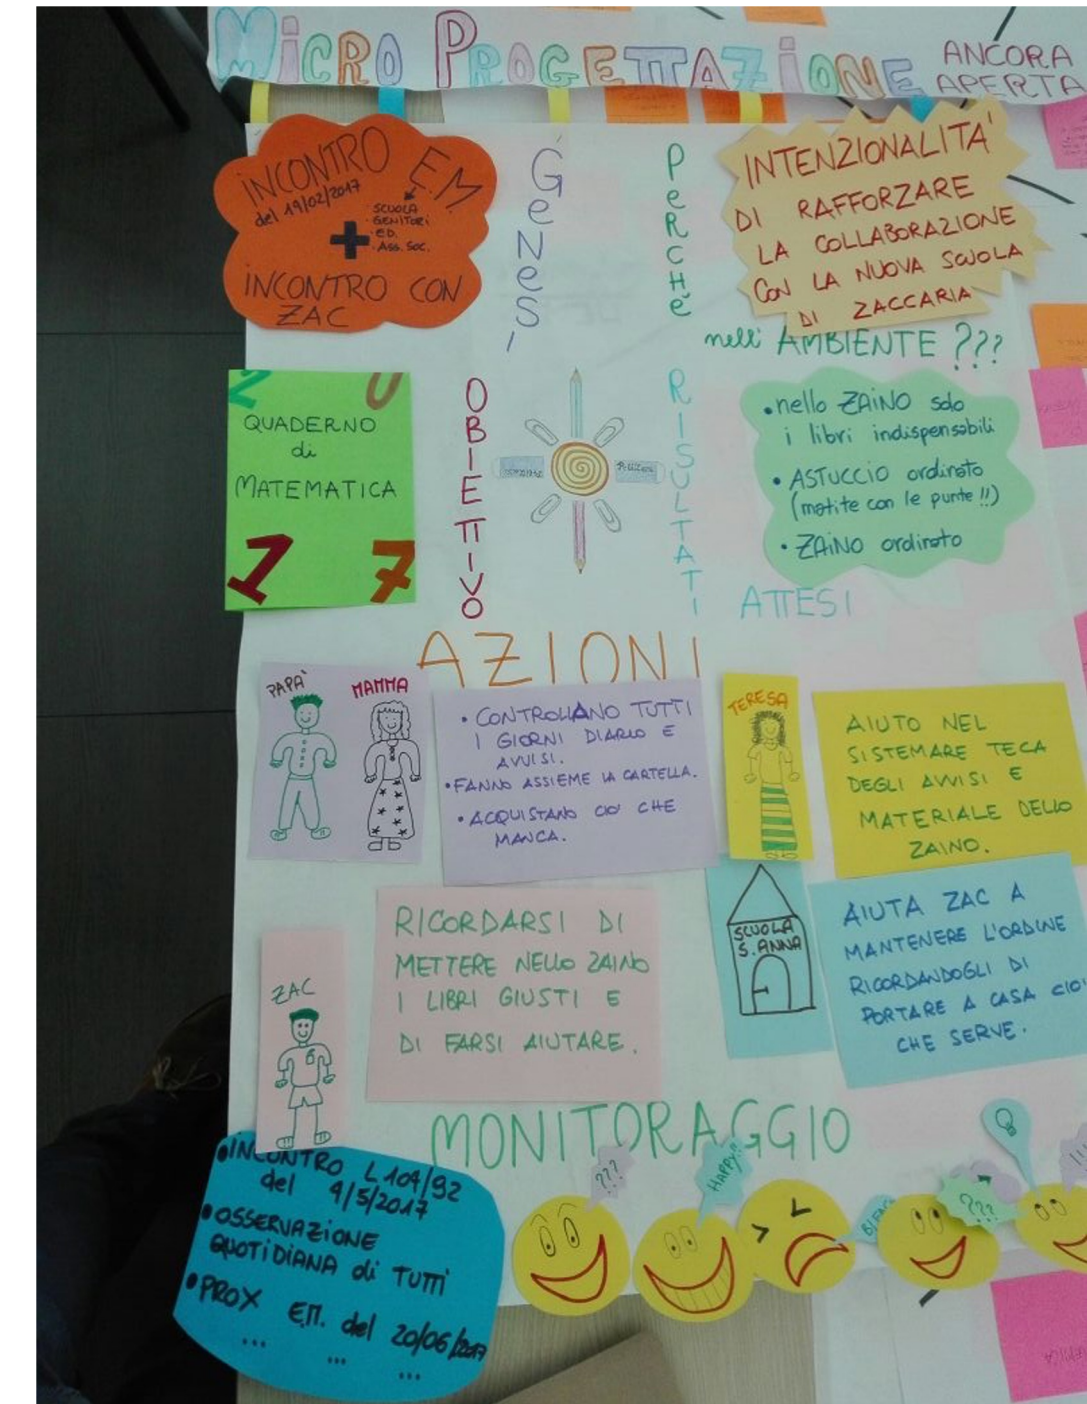 MiCRO PROGETTAZiONE
ANCORA
APERTA
iNCONTRO E.M.
del 19/02/2017
SCUOLA
• GENiTORi
• ED.
• ASS. SOC.
+
iNCONTRO CON
ZAC
GeNeSi
PeRCHè
iNTENZIONALITA'
DI RAFFORZARE
LA COLLABORAZIONE
CON LA NUOVA SCUOLA
DI ZACCARIA
nell' AMBIENTE ???
2 0
QUADERNO
di
MATEMATICA
1 7
OBIETTIVO
RISULTATI
ATTESI
• nello ZAiNO solo
i libri indispensabili
• ASTUCCIO ordinato
(matite con le punte!!)
• ZAiNO ordinato
AZIONI
PAPA'
MAMMA
• CONTROLLANO TUTTI
I GIORNI DIARIO E
AVVISI.
• FANNO ASSIEME LA CARTELLA.
• ACQUISTANO CIO' CHE
MANCA.
TERESA
AIUTO NEL
SISTEMARE TECA
DEGLI AVVISI E
MATERIALE DELLO
ZAINO.
ZAC
RICORDARSI DI
METTERE NELLO ZAINO
I LIBRI GIUSTI E
DI FARSI AIUTARE.
SCUOLA
S. ANNA
AIUTA ZAC A
MANTENERE L'ORDINE
RICORDANDOGLI DI
PORTARE A CASA CIO'
CHE SERVE.
MONITORAGGIO
• iNCONTRO L 104/92
del 9/5/2017
• OSSERVAZiONE
QUOTiDiANA di TUTTi
• PROX E.M. del 20/06/2017
... ... ...
???
HAPPY!!
???